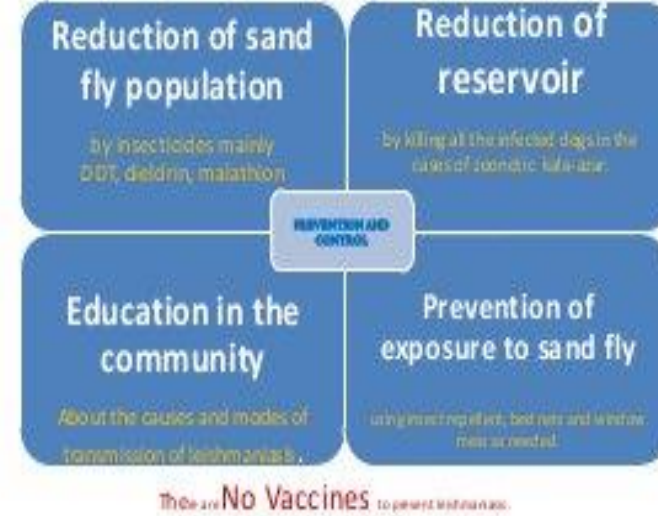 Reduction of sand
fly population
by insecticides mainly
DDT, dieldrin, malathion
Reduction of
reservoir
by killing all the infected dogs in the
cases of zoonotic kala-azar.
PREVENTION AND
CONTROL
Education in the
community
About the causes and modes of
transmission of leishmaniasis.
Prevention of
exposure to sand fly
using insect repellent, bed nets and window
mesh as needed.
There are No Vaccines to prevent leishmaniasis.